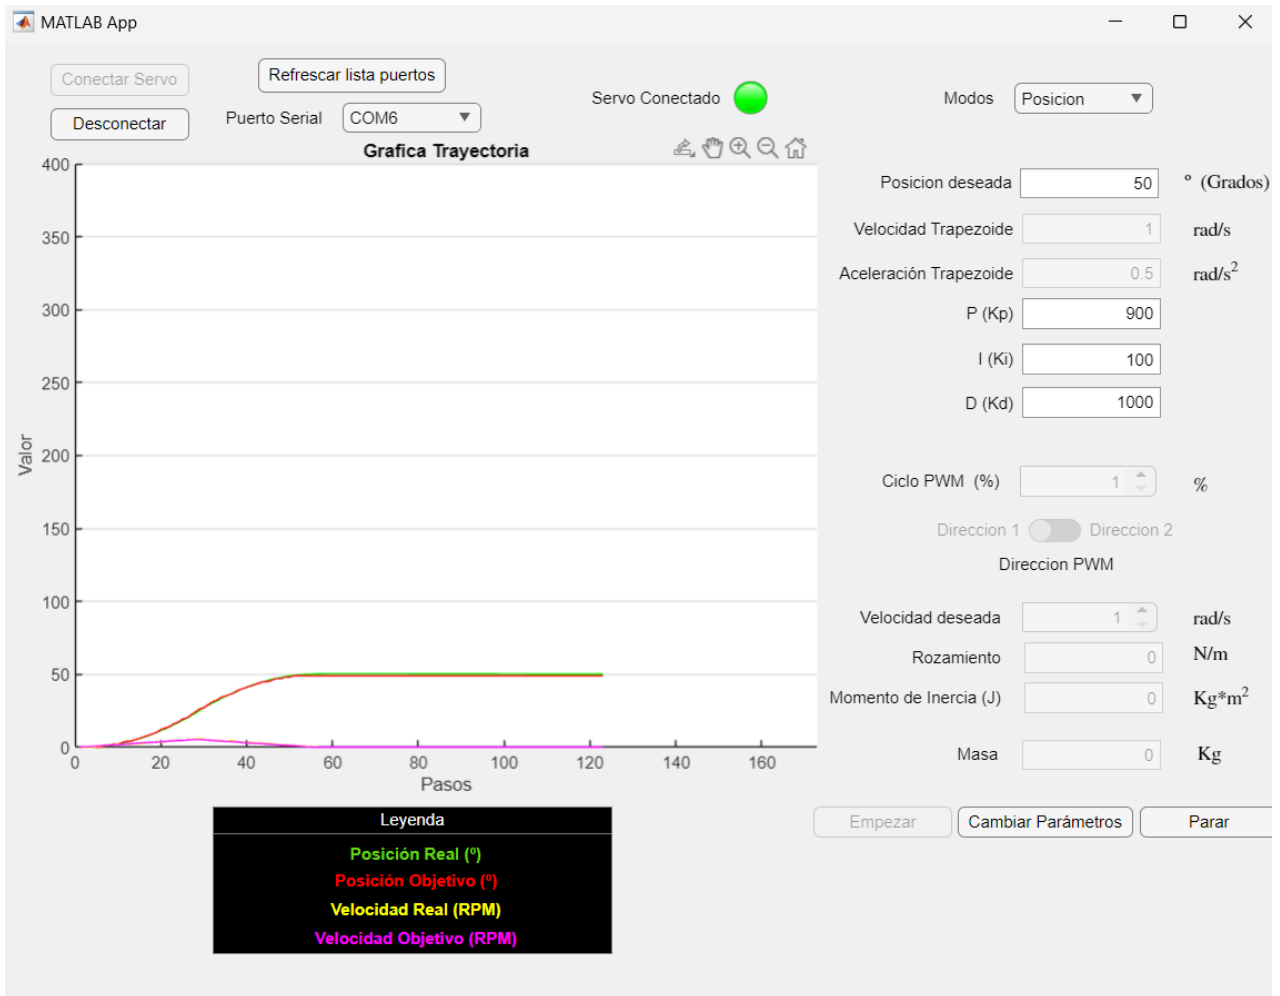 MATLAB App
Conectar Servo
Refrescar lista puertos
Desconectar
Puerto Serial COM6
Servo Conectado
Modos Posicion
Grafica Trayectoria
400
350
300
250
200
150
100
50
0
Valor
0 20 40 60 80 100 120 140 160
Pasos
Leyenda
Posición Real (º)
Posición Objetivo (º)
Velocidad Real (RPM)
Velocidad Objetivo (RPM)
Posicion deseada 50 º (Grados)
Velocidad Trapezoide 1 rad/s
Aceleración Trapezoide 0.5 rad/s²
P (Kp) 900
I (Ki) 100
D (Kd) 1000
Ciclo PWM (%) 1 %
Direccion 1 Direccion 2
Direccion PWM
Velocidad deseada 1 rad/s
Rozamiento 0 N/m
Momento de Inercia (J) 0 Kg*m²
Masa 0 Kg
Empezar Cambiar Parámetros Parar